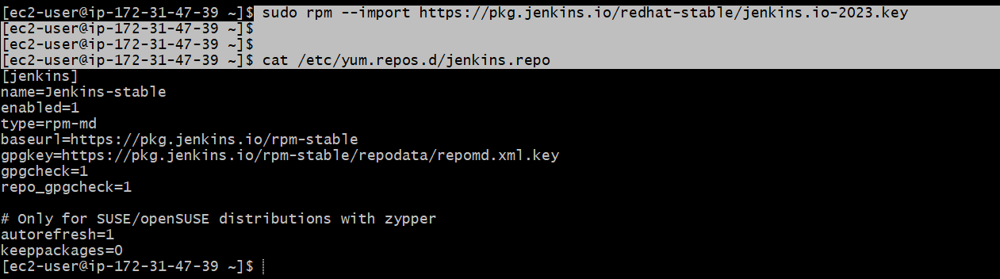 [ec2-user@ip-172-31-47-39 ~]$ sudo rpm --import https://pkg.jenkins.io/redhat-stable/jenkins.io-2023.key
[ec2-user@ip-172-31-47-39 ~]$
[ec2-user@ip-172-31-47-39 ~]$
[ec2-user@ip-172-31-47-39 ~]$ cat /etc/yum.repos.d/jenkins.repo
[jenkins]
name=Jenkins-stable
enabled=1
type=rpm-md
baseurl=https://pkg.jenkins.io/rpm-stable
gpgkey=https://pkg.jenkins.io/rpm-stable/repodata/repomd.xml.key
gpgcheck=1
repo_gpgcheck=1
# Only for SUSE/openSUSE distributions with zypper
autorefresh=1
keeppackages=0
[ec2-user@ip-172-31-47-39 ~]$